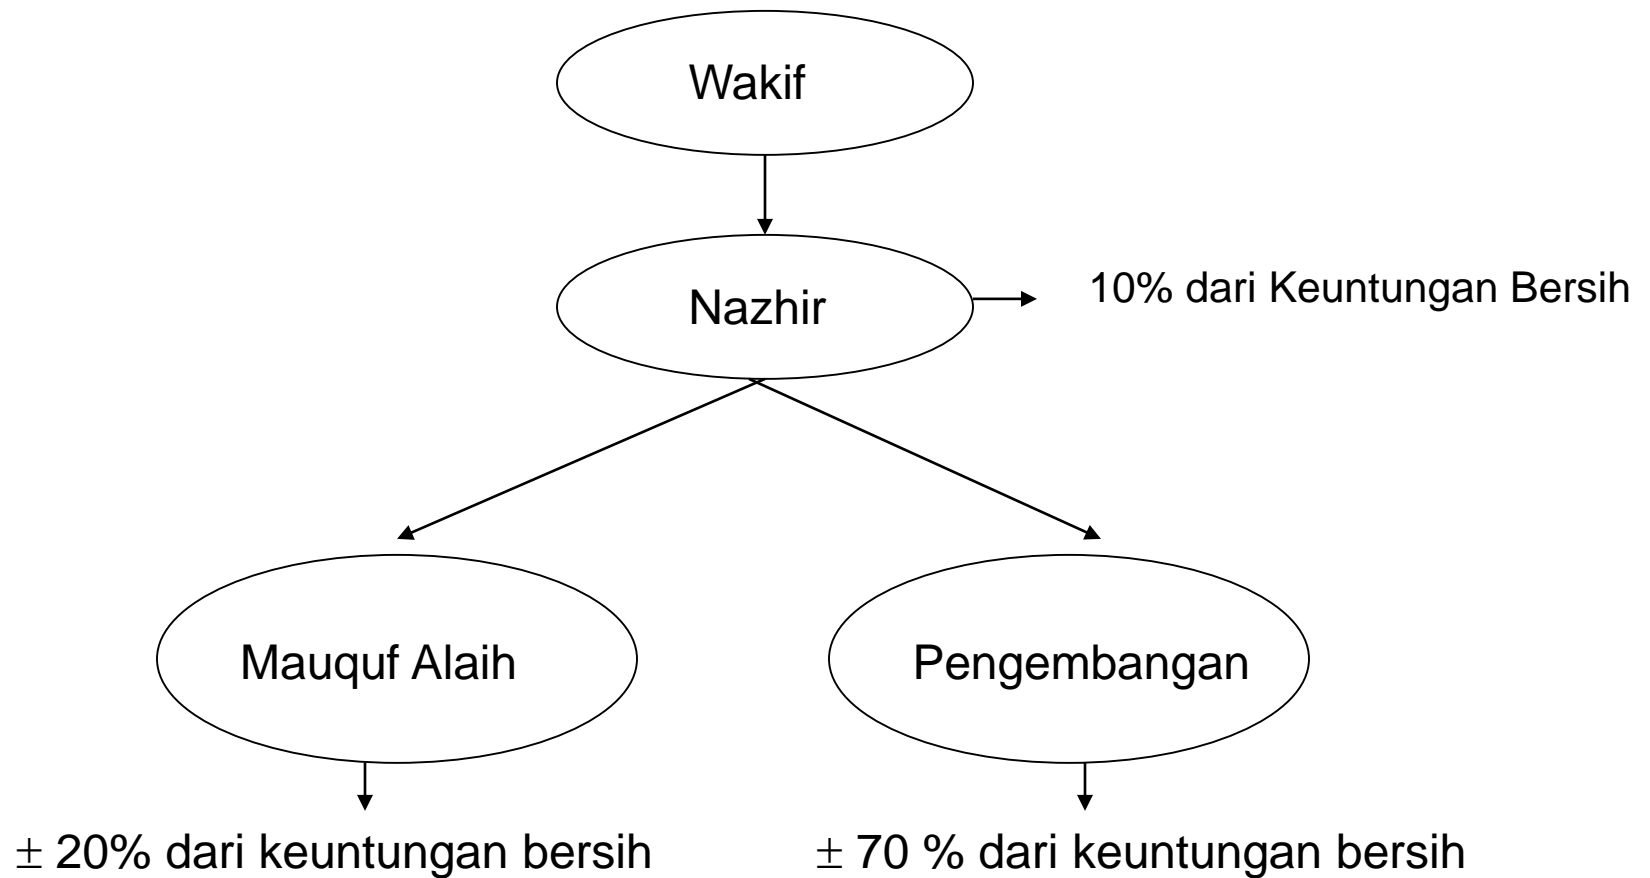 Wakif
Nazhir
10% dari Keuntungan Bersih
Mauquf Alaih
Pengembangan
± 20% dari keuntungan bersih
± 70 % dari keuntungan bersih